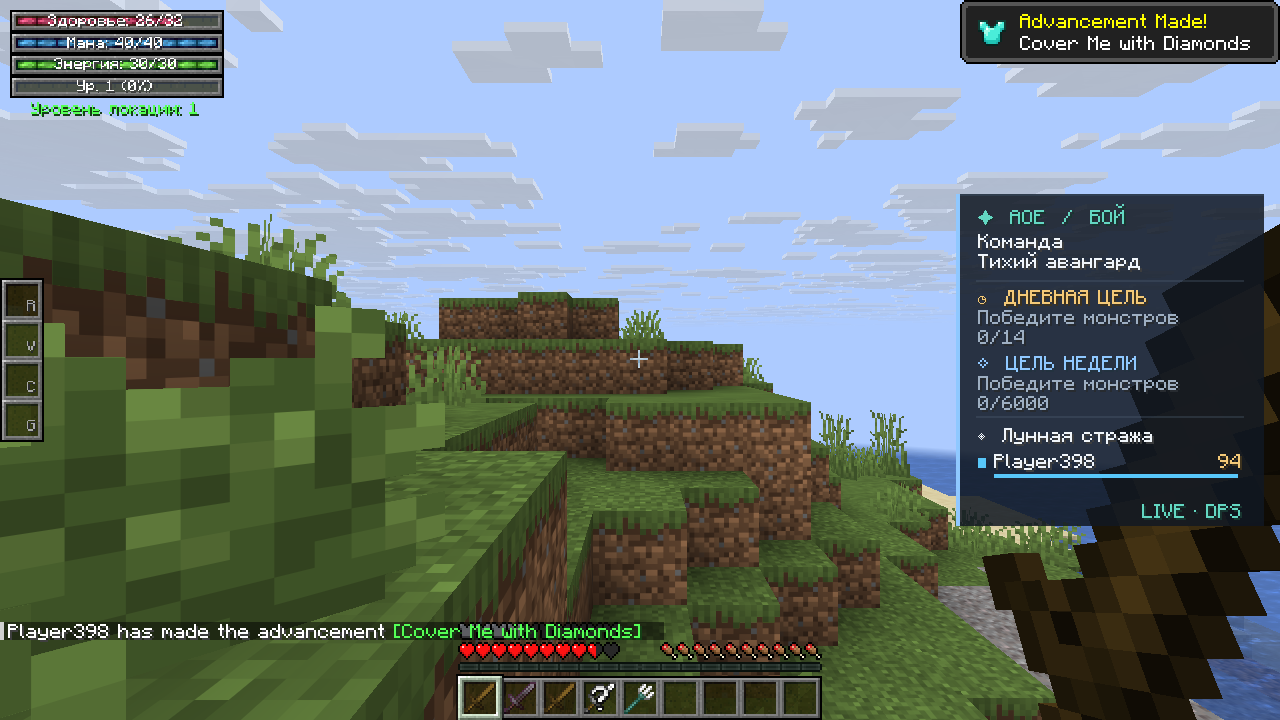 Здоровье: 26/32
Мана: 40/40
Энергия: 30/30
Ур. 1 (0%)
Уровень локации: 1
Advancement Made!
Cover Me with Diamonds
R
V
C
G
АОЕ / БОЙ
Команда
Тихий авангард
ДНЕВНАЯ ЦЕЛЬ
Победите монстров
0/14
ЦЕЛЬ НЕДЕЛИ
Победите монстров
0/6000
Лунная стража
Player398 94
LIVE · DPS
Player398 has made the advancement [Cover Me with Diamonds]